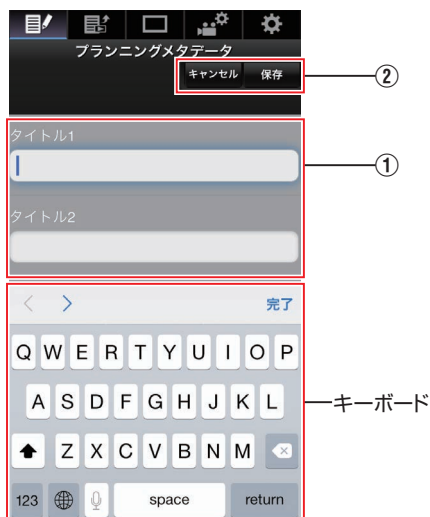 プランニングメタデータ
キャンセル 保存
②
タイトル1
①
タイトル2
完了
Q W E R T Y U I O P
A S D F G H J K L
キーボード
Z X C V B N M
123 space return